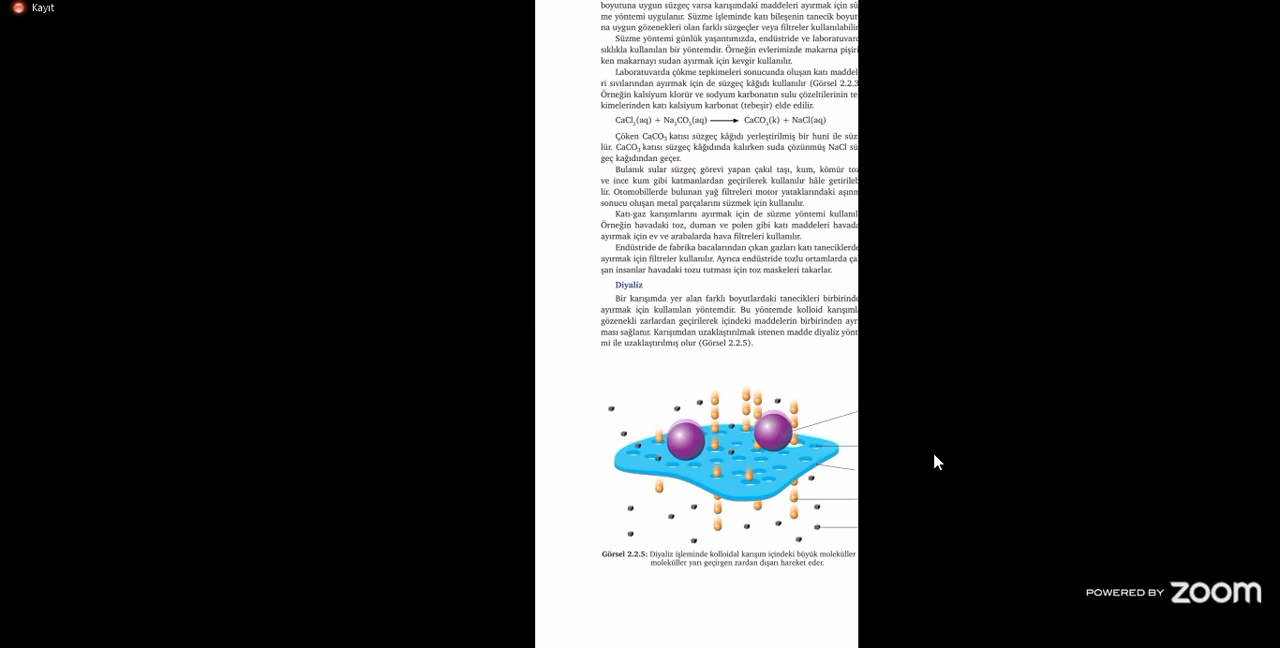 Kayıt
boyutuna uygun süzgeç varsa karışımdaki maddeleri ayırmak için sü
me yöntemi uygulanır. Süzme işleminde katı bileşenin tanecik boyut
na uygun gözenekleri olan farklı süzgeçler veya filtreler kullanılabilir
Süzme yöntemi günlük yaşantımızda, endüstride ve laboratuvard
sıklıkla kullanılan bir yöntemdir. Örneğin evlerimizde makarna pişiri
ken makarnayı sudan ayırmak için kevgir kullanılır.
Laboratuvarda çökme tepkimeleri sonucunda oluşan katı maddel
ri sıvılarından ayırmak için de süzgeç kâğıdı kullanılır (Görsel 2.2.3
Örneğin kalsiyum klorür ve sodyum karbonatın sulu çözeltilerinin te
kimelerinden katı kalsiyum karbonat (tebeşir) elde edilir.
CaCl₂(aq) + Na₂CO₃(aq) ⟶ CaCO₃(k) + NaCl(aq)
Çöken CaCO₃ katısı süzgeç kâğıdı yerleştirilmiş bir huni ile süz
lür. CaCO₃ katısı süzgeç kâğıdında kalırken suda çözünmüş NaCl sü
geç kağıdından geçer.
Bulanık sular süzgeç görevi yapan çakıl taşı, kum, kömür toz
ve ince kum gibi katmanlardan geçirilerek kullanılır hâle getirileb
lir. Otomobillerde bulunan yağ filtreleri motor yataklarındaki aşınm
sonucu oluşan metal parçalarını süzmek için kullanılır.
Katı-gaz karışımlarını ayırmak için de süzme yöntemi kullanıl
Örneğin havadaki toz, duman ve polen gibi katı maddeleri havada
ayırmak için ev ve arabalarda hava filtreleri kullanılır.
Endüstride de fabrika bacalarından çıkan gazları katı taneciklerde
ayırmak için filtreler kullanılır. Ayrıca endüstride tozlu ortamlarda ça
şan insanlar havadaki tozu tutması için toz maskeleri takarlar.
Diyaliz
Bir karışımda yer alan farklı boyutlardaki tanecikleri birbirinde
ayırmak için kullanılan yöntemdir. Bu yöntemde kolloid karışıml
gözenekli zarlardan geçirilerek içindeki maddelerin birbirinden ayr
ması sağlanır. Karışımdan uzaklaştırılmak istenen madde diyaliz yönt
mi ile uzaklaştırılmış olur (Görsel 2.2.5).
Görsel 2.2.5: Diyaliz işleminde kolloidal karışım içindeki büyük moleküller
moleküller yarı geçirgen zardan dışarı hareket eder.
POWERED BY zoom